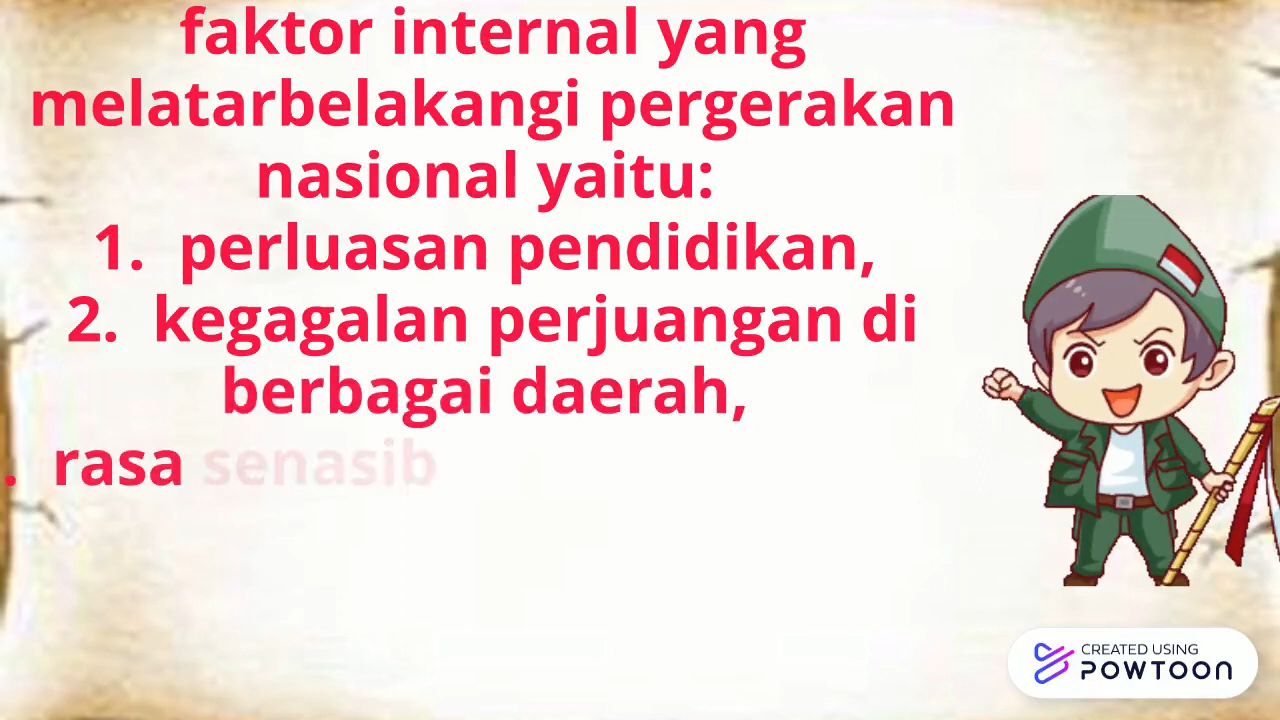 faktor internal yang
melatarbelakangi pergerakan
nasional yaitu:
1. perluasan pendidikan,
2. kegagalan perjuangan di
berbagai daerah,
. rasa senasib
CREATED USING
POWTOON